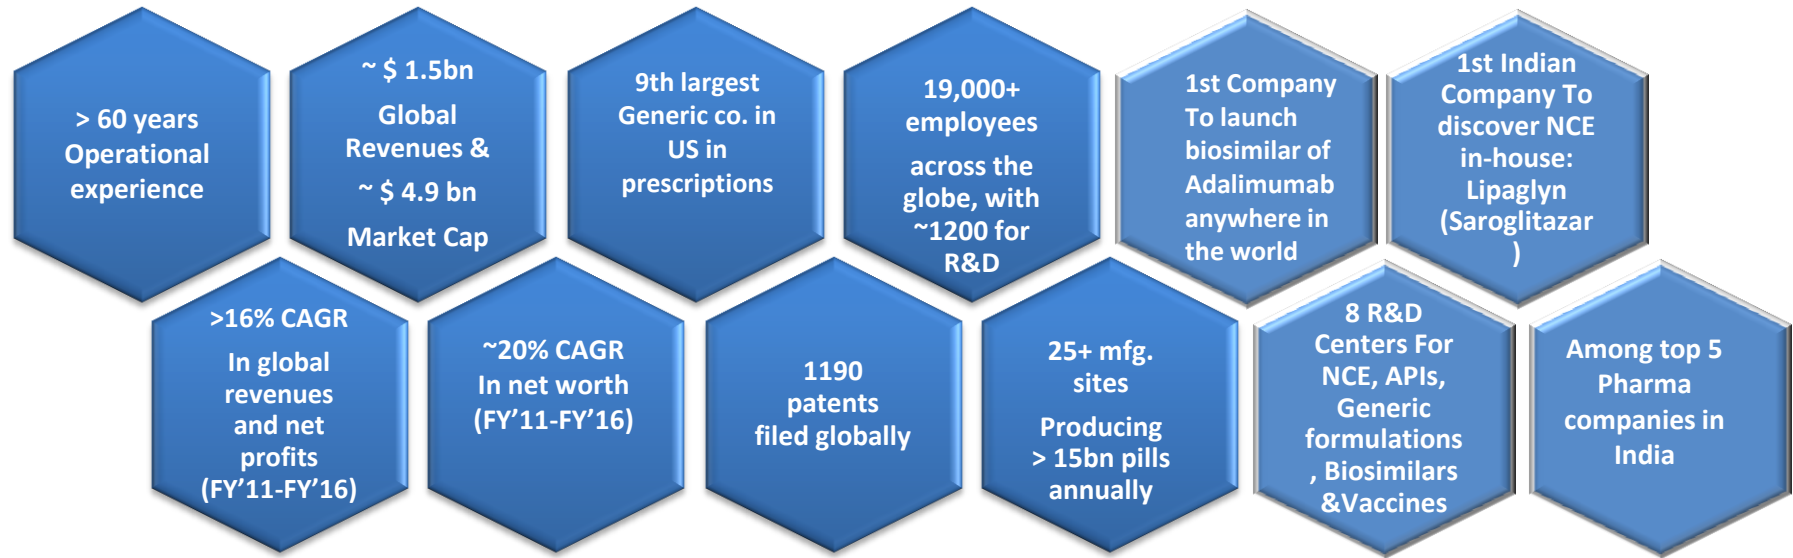 > 60 years
Operational
experience
~ $ 1.5bn
Global
Revenues &
~ $ 4.9 bn
Market Cap
9th largest
Generic co. in
US in
prescriptions
19,000+
employees
across the
globe, with
~1200 for
R&D
1st Company
To launch
biosimilar of
Adalimumab
anywhere in
the world
1st Indian
Company To
discover NCE
in-house:
Lipaglyn
(Saroglitazar
)
>16% CAGR
In global
revenues
and net
profits
(FY'11-FY'16)
~20% CAGR
In net worth
(FY'11-FY'16)
1190
patents
filed globally
25+ mfg.
sites
Producing
> 15bn pills
annually
8 R&D
Centers For
NCE, APIs,
Generic
formulations
, Biosimilars
&Vaccines
Among top 5
Pharma
companies in
India